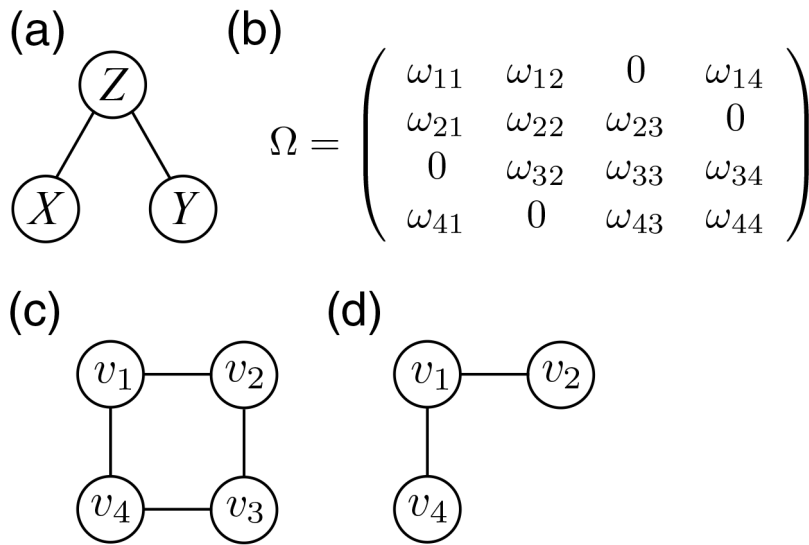 (a)
Z
X Y
(b)
Ω =
ω₁₁ ω₁₂ 0 ω₁₄
ω₂₁ ω₂₂ ω₂₃ 0
0 ω₃₂ ω₃₃ ω₃₄
ω₄₁ 0 ω₄₃ ω₄₄
(c)
v₁ v₂
v₄ v₃
(d)
v₁ v₂
v₄